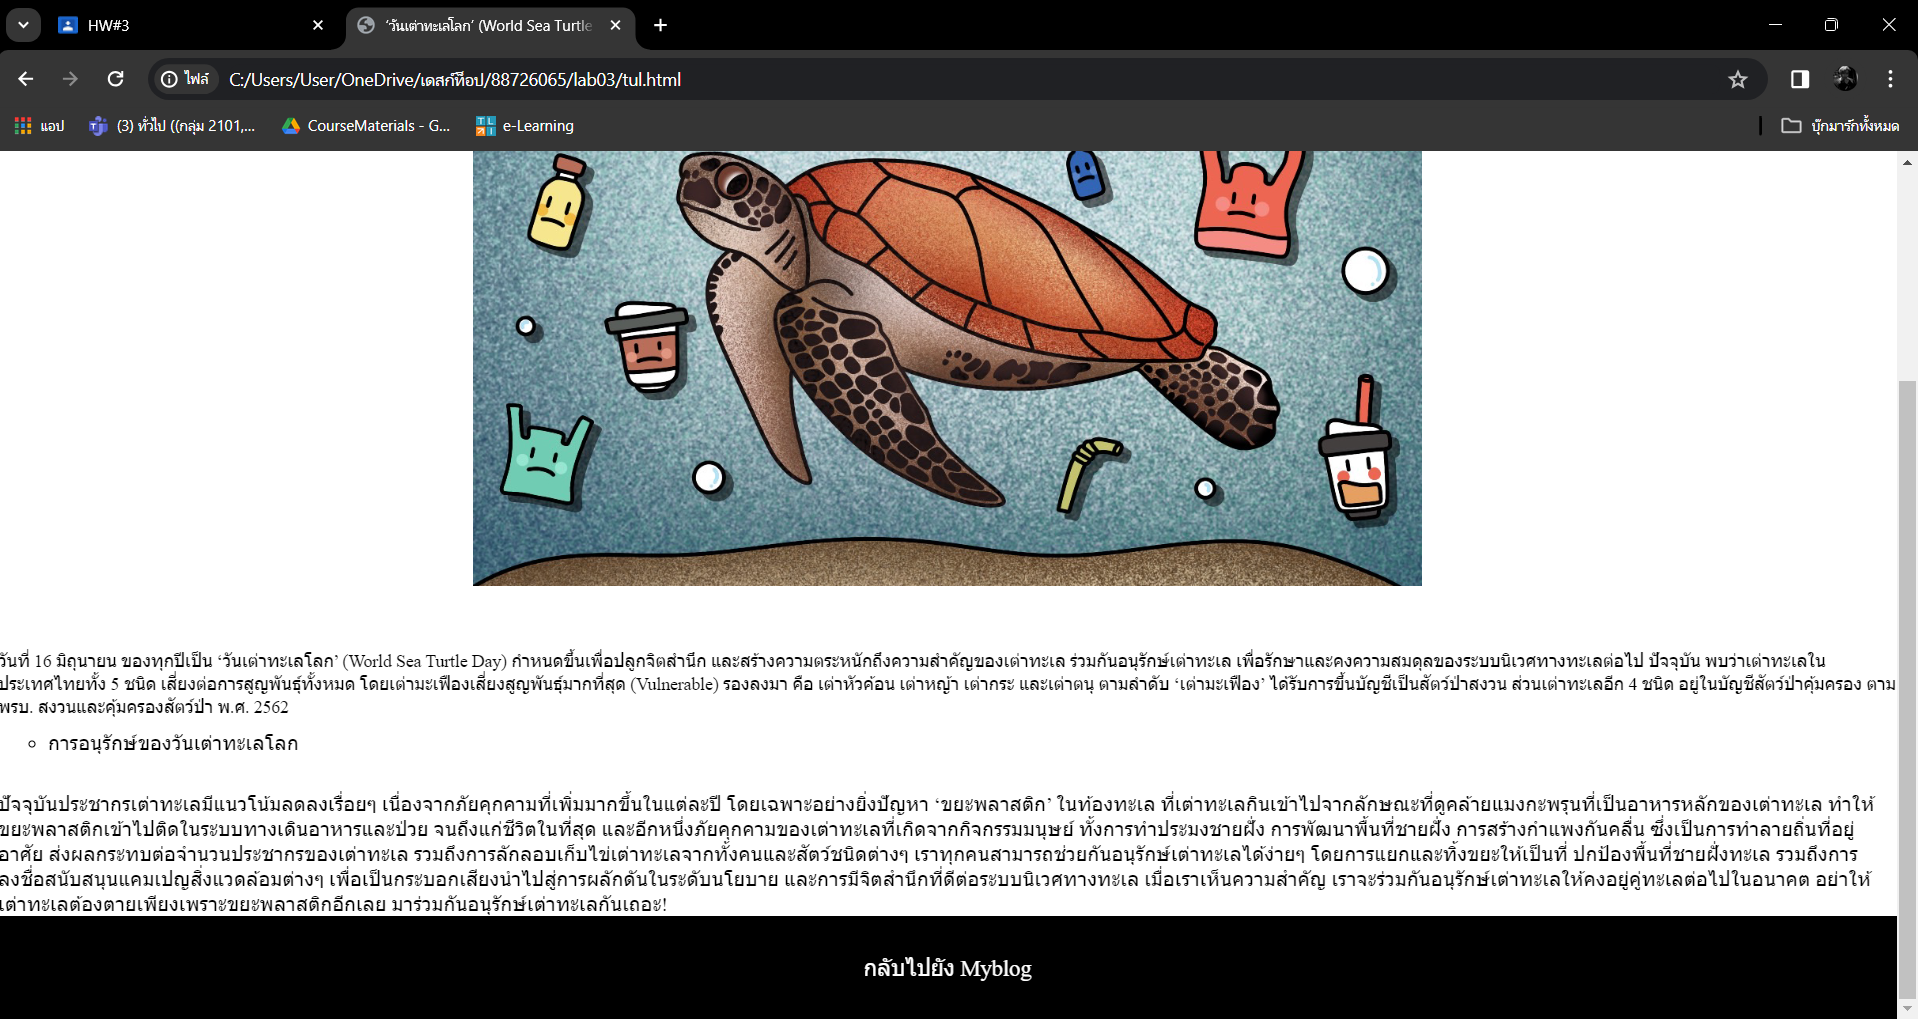 HW#3
‘วันเต่าทะเลโลก’ (World Sea Turtle
ไฟล์
C:/Users/User/OneDrive/เดสก์ท็อป/88726065/lab03/tul.html
แอป
(3) ทั่วไป ((กลุ่ม 2101,...
CourseMaterials - G...
e-Learning
บุ๊กมาร์กทั้งหมด
วันที่ 16 มิถุนายน ของทุกปีเป็น ‘วันเต่าทะเลโลก’ (World Sea Turtle Day) กำหนดขึ้นเพื่อปลูกจิตสำนึก และสร้างความตระหนักถึงความสำคัญของเต่าทะเล ร่วมกันอนุรักษ์เต่าทะเล เพื่อรักษาและคงความสมดุลของระบบนิเวศทางทะเลต่อไป ปัจจุบัน พบว่าเต่าทะเลใน
ประเทศไทยทั้ง 5 ชนิด เสี่ยงต่อการสูญพันธุ์ทั้งหมด โดยเต่ามะเฟืองเสี่ยงสูญพันธุ์มากที่สุด (Vulnerable) รองลงมา คือ เต่าหัวค้อน เต่าหญ้า เต่ากระ และเต่าตนุ ตามลำดับ ‘เต่ามะเฟือง’ ได้รับการขึ้นบัญชีเป็นสัตว์ป่าสงวน ส่วนเต่าทะเลอีก 4 ชนิด อยู่ในบัญชีสัตว์ป่าคุ้มครอง ตาม
พรบ. สงวนและคุ้มครองสัตว์ป่า พ.ศ. 2562
การอนุรักษ์ของวันเต่าทะเลโลก
ปัจจุบันประชากรเต่าทะเลมีแนวโน้มลดลงเรื่อยๆ เนื่องจากภัยคุกคามที่เพิ่มมากขึ้นในแต่ละปี โดยเฉพาะอย่างยิ่งปัญหา ‘ขยะพลาสติก’ ในท้องทะเล ที่เต่าทะเลกินเข้าไปจากลักษณะที่ดูคล้ายแมงกะพรุนที่เป็นอาหารหลักของเต่าทะเล ทำให้
ขยะพลาสติกเข้าไปติดในระบบทางเดินอาหารและป่วย จนถึงแก่ชีวิตในที่สุด และอีกหนึ่งภัยคุกคามของเต่าทะเลที่เกิดจากกิจกรรมมนุษย์ ทั้งการทำประมงชายฝั่ง การพัฒนาพื้นที่ชายฝั่ง การสร้างกำแพงกันคลื่น ซึ่งเป็นการทำลายถิ่นที่อยู่
อาศัย ส่งผลกระทบต่อจำนวนประชากรของเต่าทะเล รวมถึงการลักลอบเก็บไข่เต่าทะเลจากทั้งคนและสัตว์ชนิดต่างๆ เราทุกคนสามารถช่วยกันอนุรักษ์เต่าทะเลได้ง่ายๆ โดยการแยกและทิ้งขยะให้เป็นที่ ปกป้องพื้นที่ชายฝั่งทะเล รวมถึงการ
ลงชื่อสนับสนุนแคมเปญสิ่งแวดล้อมต่างๆ เพื่อเป็นกระบอกเสียงนำไปสู่การผลักดันในระดับนโยบาย และการมีจิตสำนึกที่ดีต่อระบบนิเวศทางทะเล เมื่อเราเห็นความสำคัญ เราจะร่วมกันอนุรักษ์เต่าทะเลให้คงอยู่คู่ทะเลต่อไปในอนาคต อย่าให้
เต่าทะเลต้องตายเพียงเพราะขยะพลาสติกอีกเลย มาร่วมกันอนุรักษ์เต่าทะเลกันเถอะ!
กลับไปยัง Myblog